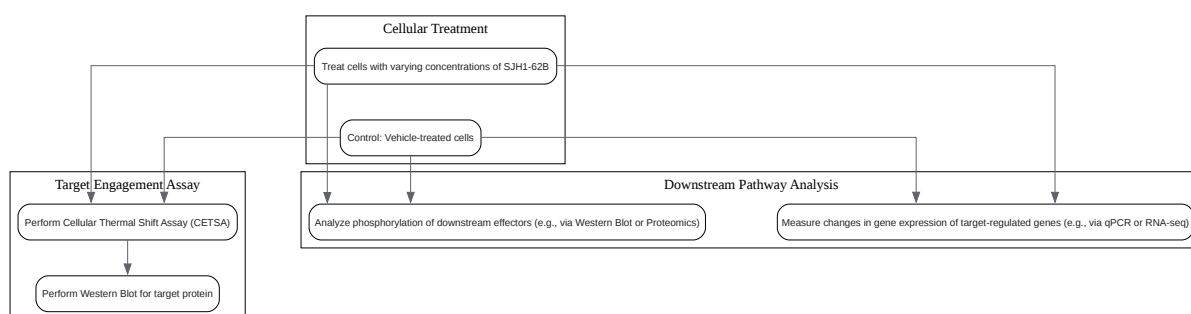 Cellular Treatment
Treat cells with varying concentrations of SJH1-62B
Control: Vehicle-treated cells
Target Engagement Assay
Perform Cellular Thermal Shift Assay (CETSA)
Perform Western Blot for target protein
Downstream Pathway Analysis
Analyze phosphorylation of downstream effectors (e.g., via Western Blot or Proteomics)
Measure changes in gene expression of target-regulated genes (e.g., via qPCR or RNA-seq)